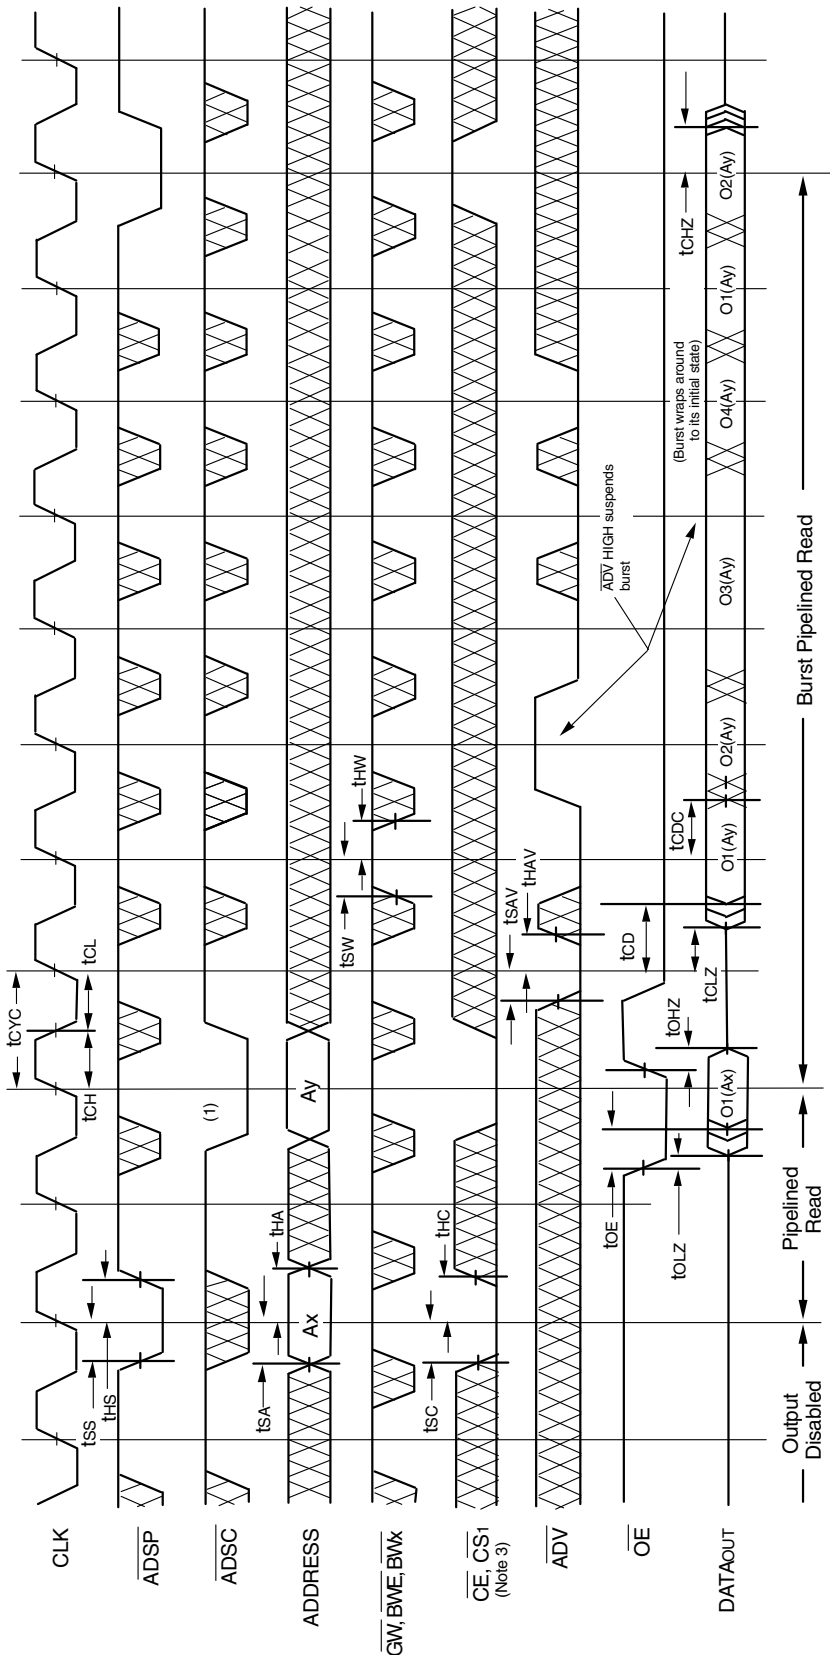 CLK
tCYC
tCH
tCL
ADSP
tSS
tHS
ADSC
(1)
ADDRESS
Ax
Ay
tSA
tHA
GW, BWE, BWx
tSW
tHW
CE, CS1
(Note 3)
tSC
tHC
ADV
tSAV
tHAV
ADV HIGH suspends
burst
OE
tOE
tOHZ
tCD
tOLZ
tCLZ
tCDC
(Burst wraps around
to its initial state)
tCHZ
DATAOUT
O1(Ax)
O1(Ay)
O2(Ay)
O3(Ay)
O4(Ay)
O1(Ay)
O2(Ay)
Output
Disabled
Pipelined
Read
Burst Pipelined Read